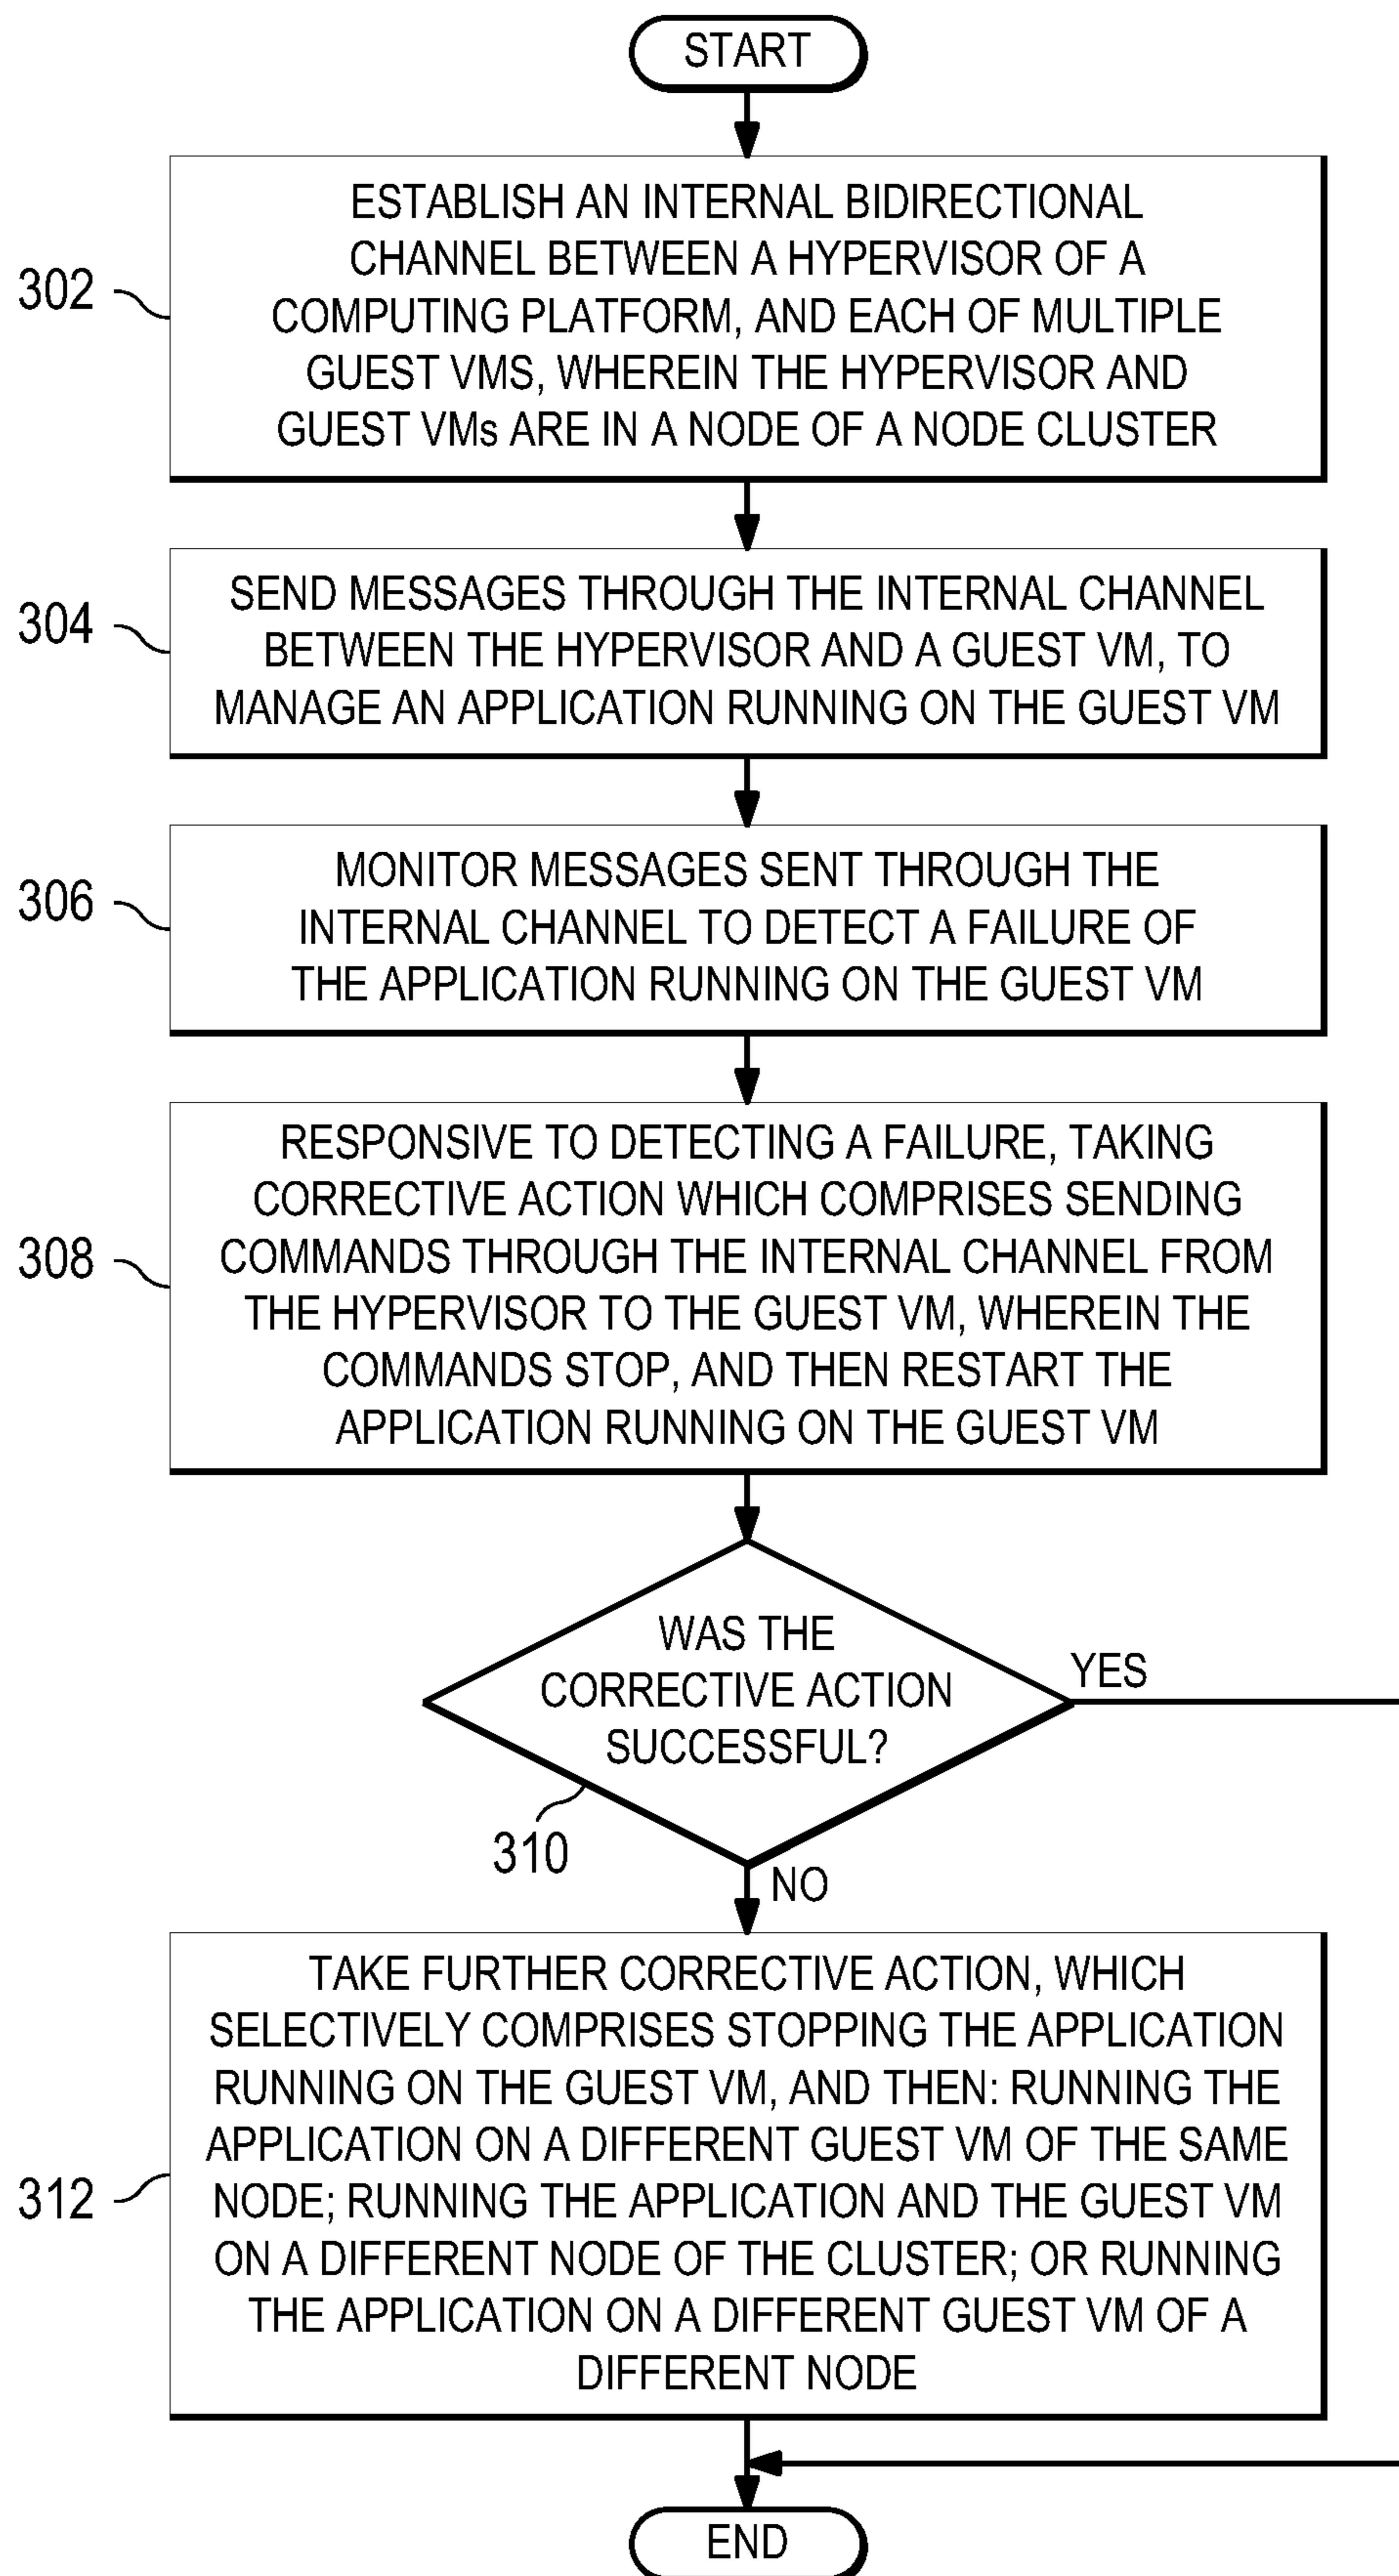 START
302
ESTABLISH AN INTERNAL BIDIRECTIONAL
CHANNEL BETWEEN A HYPERVISOR OF A
COMPUTING PLATFORM, AND EACH OF MULTIPLE
GUEST VMS, WHEREIN THE HYPERVISOR AND
GUEST VMs ARE IN A NODE OF A NODE CLUSTER
304
SEND MESSAGES THROUGH THE INTERNAL CHANNEL
BETWEEN THE HYPERVISOR AND A GUEST VM, TO
MANAGE AN APPLICATION RUNNING ON THE GUEST VM
306
MONITOR MESSAGES SENT THROUGH THE
INTERNAL CHANNEL TO DETECT A FAILURE OF
THE APPLICATION RUNNING ON THE GUEST VM
308
RESPONSIVE TO DETECTING A FAILURE, TAKING
CORRECTIVE ACTION WHICH COMPRISES SENDING
COMMANDS THROUGH THE INTERNAL CHANNEL FROM
THE HYPERVISOR TO THE GUEST VM, WHEREIN THE
COMMANDS STOP, AND THEN RESTART THE
APPLICATION RUNNING ON THE GUEST VM
WAS THE
CORRECTIVE ACTION
SUCCESSFUL?
YES
310
NO
312
TAKE FURTHER CORRECTIVE ACTION, WHICH
SELECTIVELY COMPRISES STOPPING THE APPLICATION
RUNNING ON THE GUEST VM, AND THEN: RUNNING THE
APPLICATION ON A DIFFERENT GUEST VM OF THE SAME
NODE; RUNNING THE APPLICATION AND THE GUEST VM
ON A DIFFERENT NODE OF THE CLUSTER; OR RUNNING
THE APPLICATION ON A DIFFERENT GUEST VM OF A
DIFFERENT NODE
END